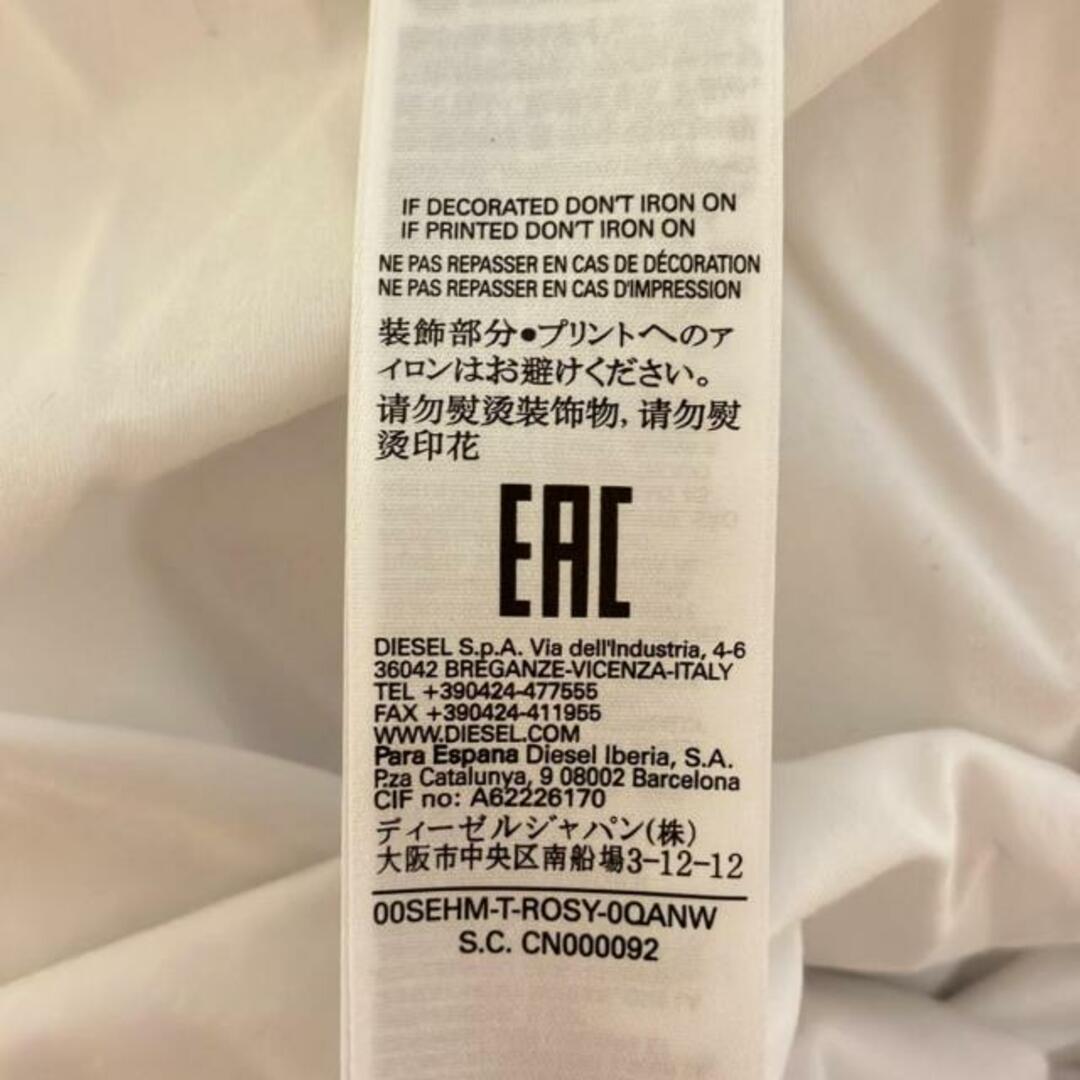 IF DECORATED DON'T IRON ON
IF PRINTED DON'T IRON ON
NE PAS REPASSER EN CAS DE DÉCORATION
NE PAS REPASSER EN CAS D'IMPRESSION
装飾部分●プリントへのア
イロンはお避けください。
请勿熨烫装饰物, 请勿熨
烫印花
EAC
DIESEL S.p.A. Via dell'Industria, 4-6
36042 BREGANZE-VICENZA-ITALY
TEL +390424-477555
FAX +390424-411955
WWW.DIESEL.COM
Para Espana Diesel Iberia, S.A.
P.za Catalunya, 9 08002 Barcelona
CIF no: A62226170
ディーゼルジャパン(株)
大阪市中央区南船場3-12-12
00SEHM-T-ROSY-0QANW
S.C. CN000092